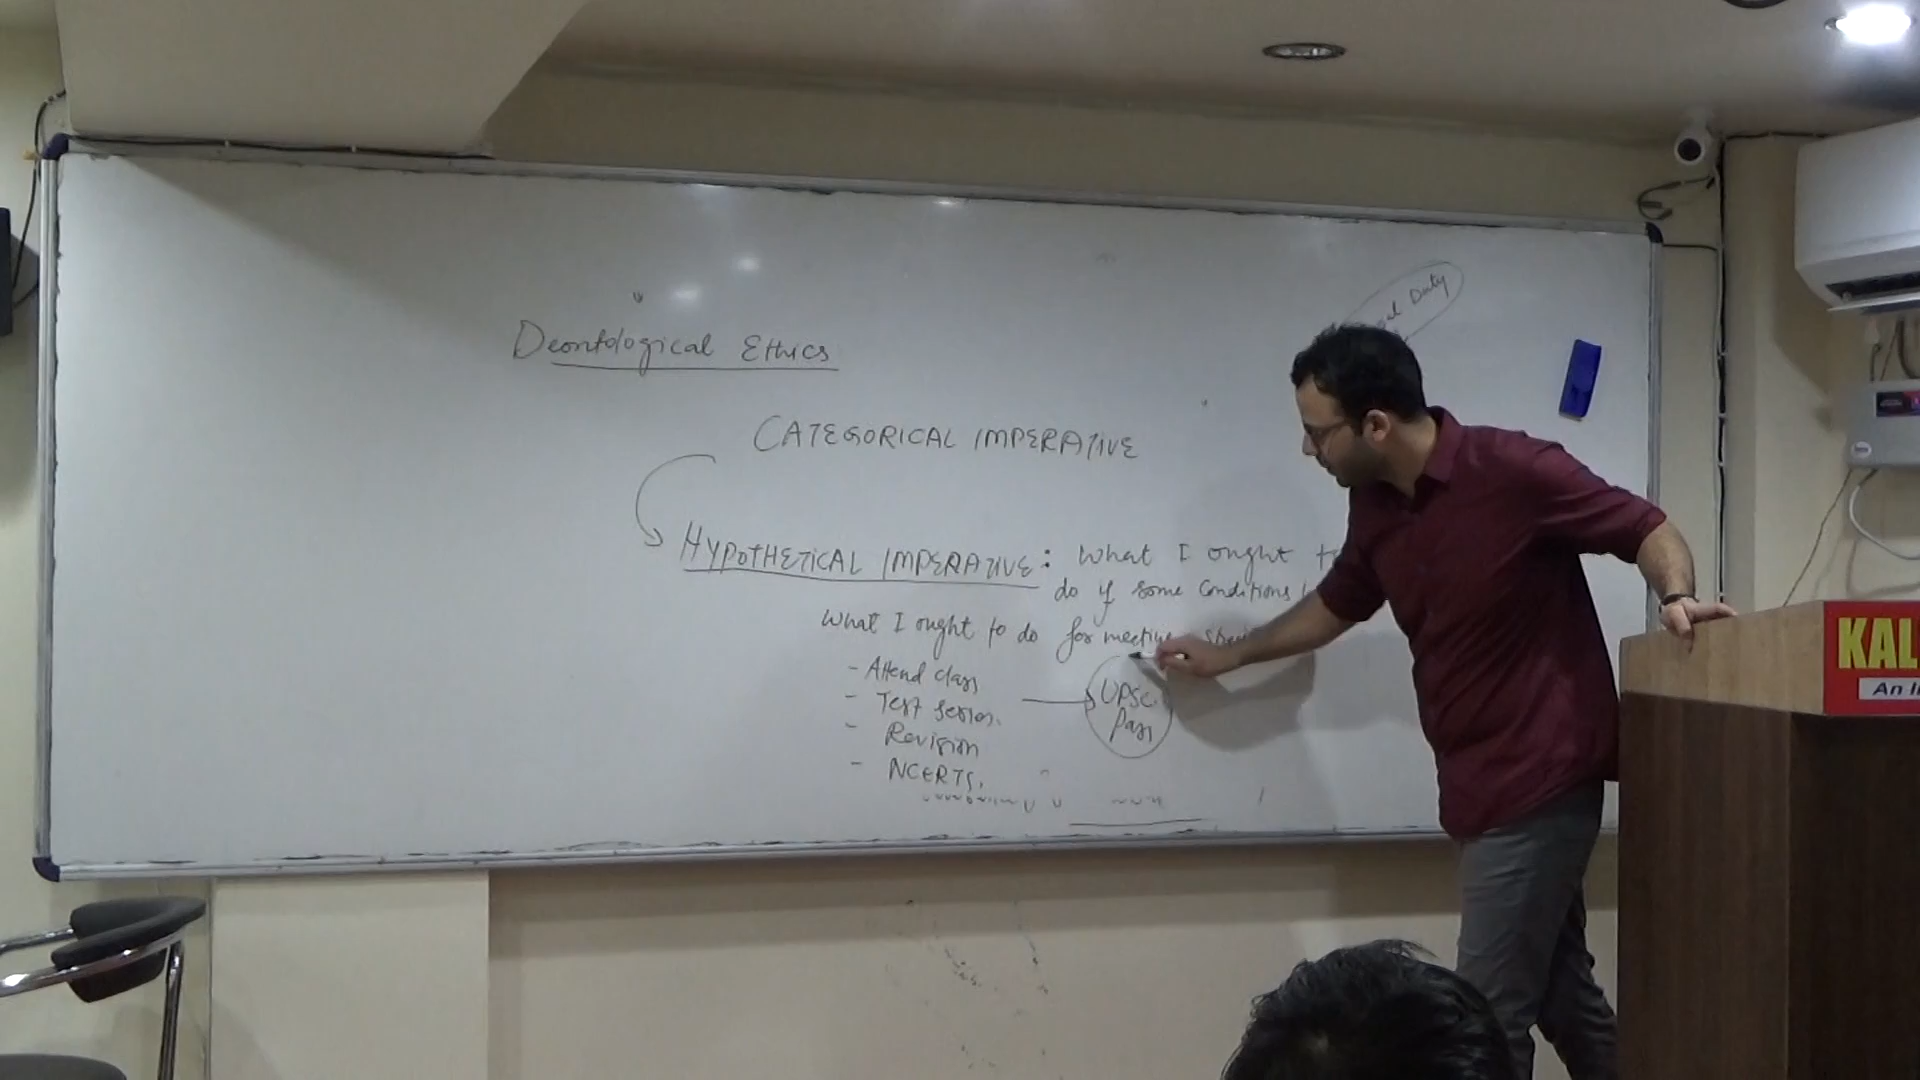 Duty
Deontological Ethics
CATEGORICAL IMPERATIVE
HYPOTHETICAL IMPERATIVE : What I ought
do if some conditions
What I ought to do for meeting
- Attend class
- Test series.
- Revision
- NCERTS.
UPSC
Pass
KAL
An